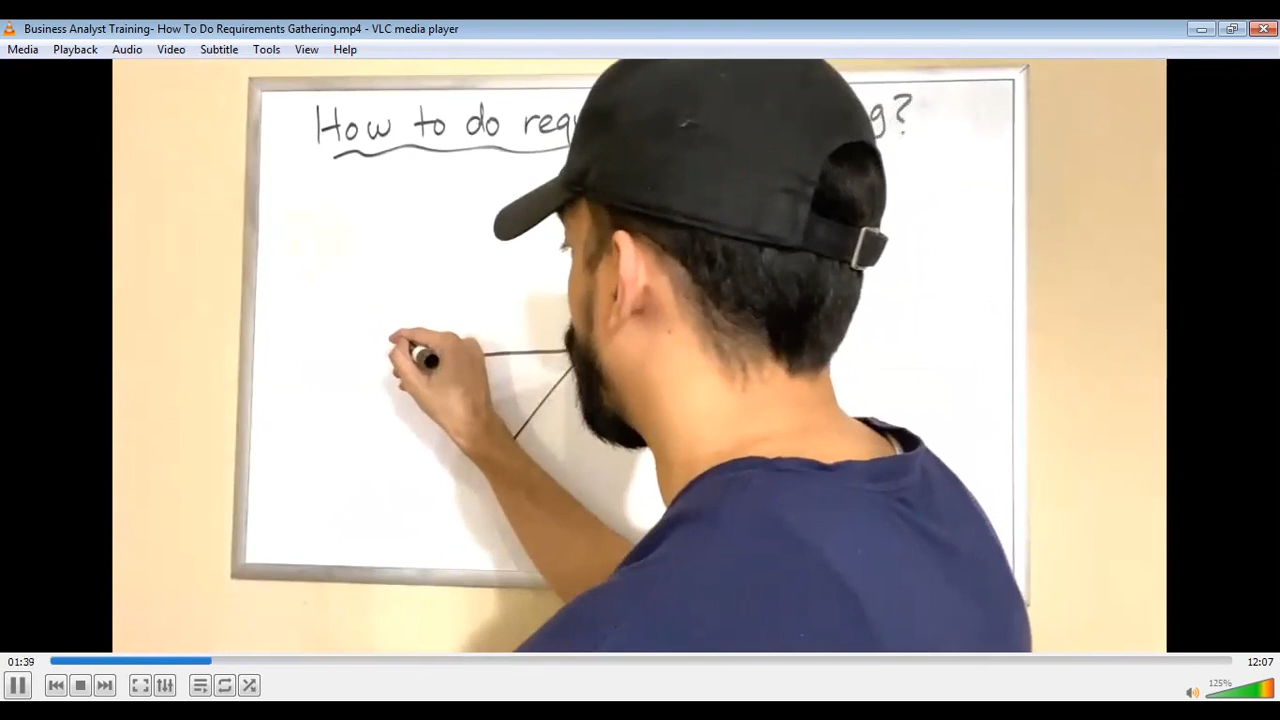 Business Analyst Training- How To Do Requirements Gathering.mp4 - VLC media player
Media Playback Audio Video Subtitle Tools View Help
How to do req g?
01:39 12:07
125%